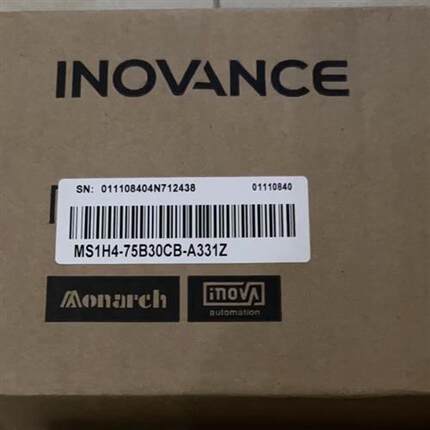 INOVANCE
SN: 011108404N712438 01110840
MS1H4-75B30CB-A331Z
Monarch inovA
automation